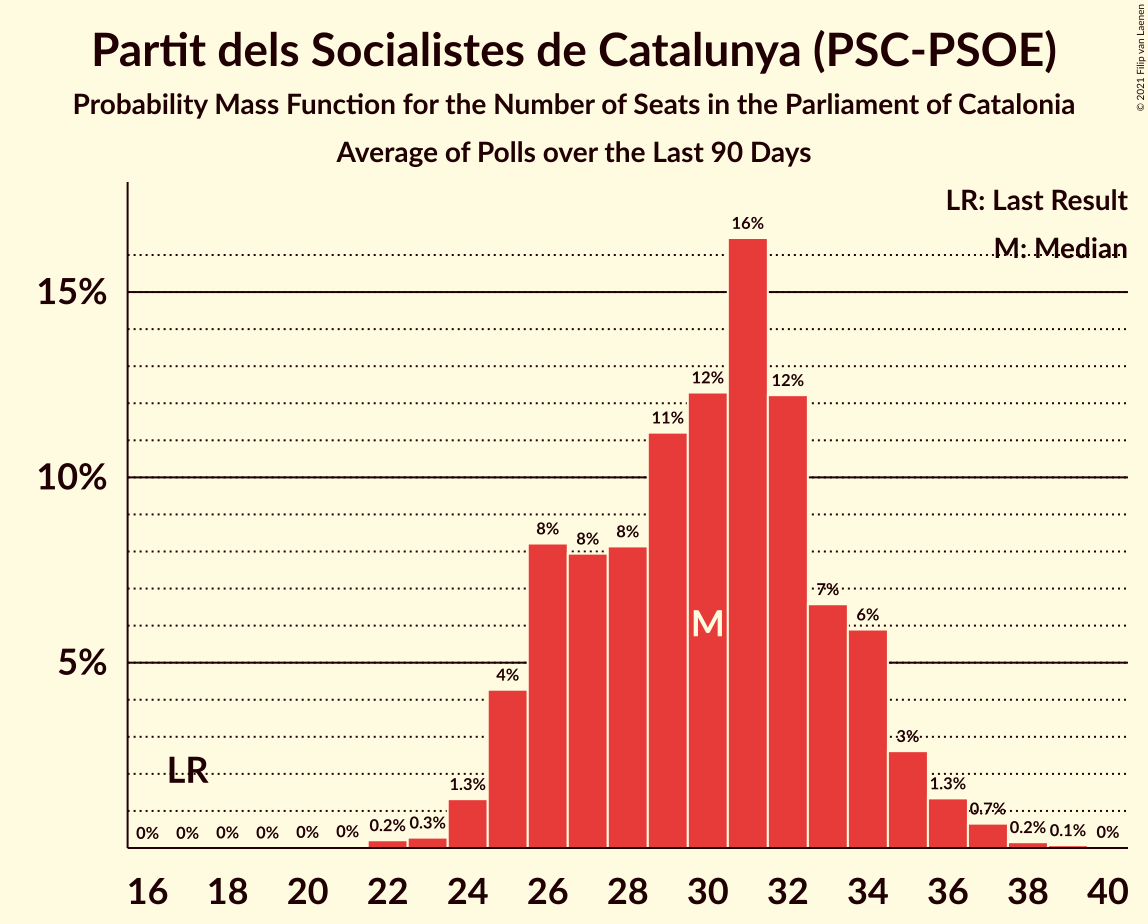 Partit dels Socialistes de Catalunya (PSC-PSOE)
Probability Mass Function for the Number of Seats in the Parliament of Catalonia
Average of Polls over the Last 90 Days
© 2021 Filip van Laenen
LR: Last Result
M: Median
15%
10%
5%
0% 0% 0% 0% 0% 0% 0.2% 0.3% 1.3% 4% 8% 8% 8% 11% 12% 16% 12% 7% 6% 3% 1.3% 0.7% 0.2% 0.1% 0%
LR
M
16 18 20 22 24 26 28 30 32 34 36 38 40